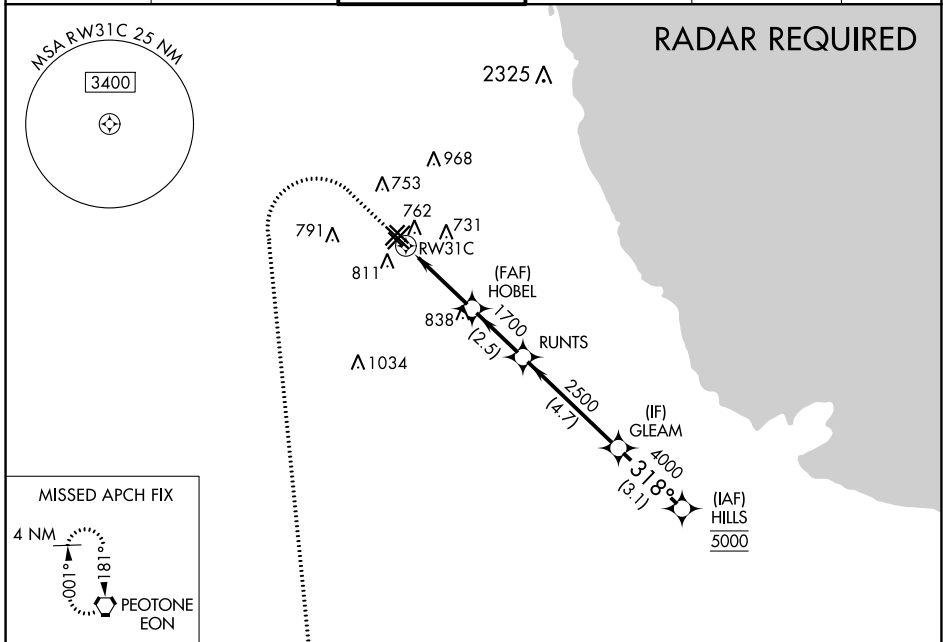 RADAR REQUIRED
MSA RW31C 25 NM
3400
2325
968
753
762
731
791
RW31C
811
(FAF)
HOBEL
838
1700
(2.5)
RUNTS
1034
2500
(4.7)
(IF)
GLEAM
4000
318°
(3.1)
(IAF)
HILLS
5000
MISSED APCH FIX
4 NM
001°
181°
PEOTONE
EON